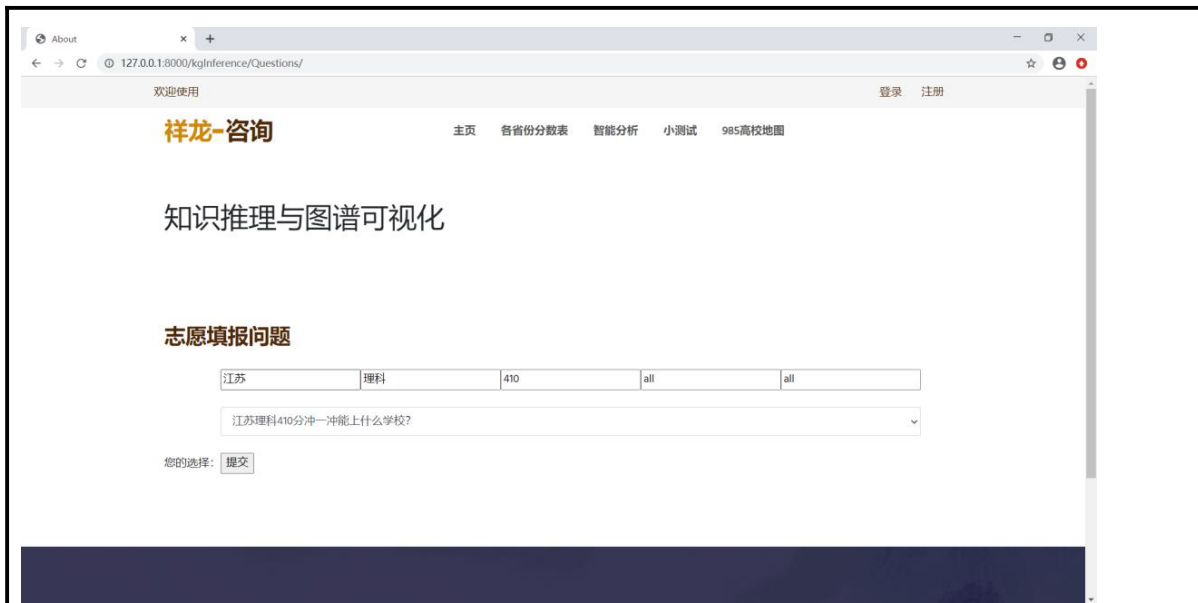 About
127.0.0.1:8000/kgInference/Questions/
欢迎使用 登录 注册
祥龙-咨询 主页 各省份分数表 智能分析 小测试 985高校地图
知识推理与图谱可视化
志愿填报问题
江苏 理科 410 all all
江苏理科410分冲一冲能上什么学校?
您的选择: 提交